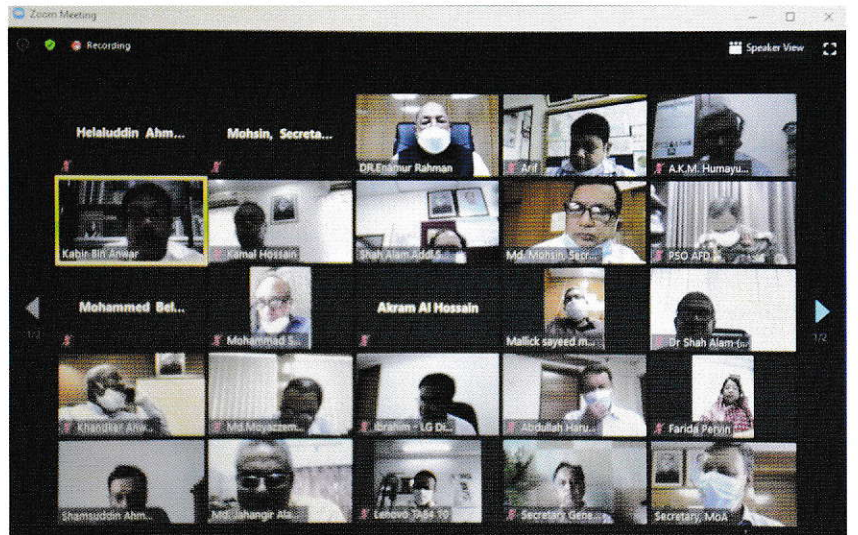 Zoom Meeting
Recording
Speaker View
Helaluddin Ahm...
Mohsin, Secreta...
DR.Enamur Rahman
Arif
A.K.M. Humayu...
Kabir Bin Anwar
Kamal Hossain
Shah Alam Addl.S...
Md. Mohsin, Secr...
PSO AFD
Mohammed Bel...
Mohammad S...
Akram Al Hossain
Mallick sayeed m...
Dr Shah Alam (...
1/2
1/2
Khandker Anw...
Md.Moyazzem...
Ibrahim - LG Di...
Abdullah Haru...
Farida Pervin
Shamsuddin Ahm...
Md. Jahangir Ala...
Lenovo TAB4 10
Secretary Gene...
Secretary, MoA